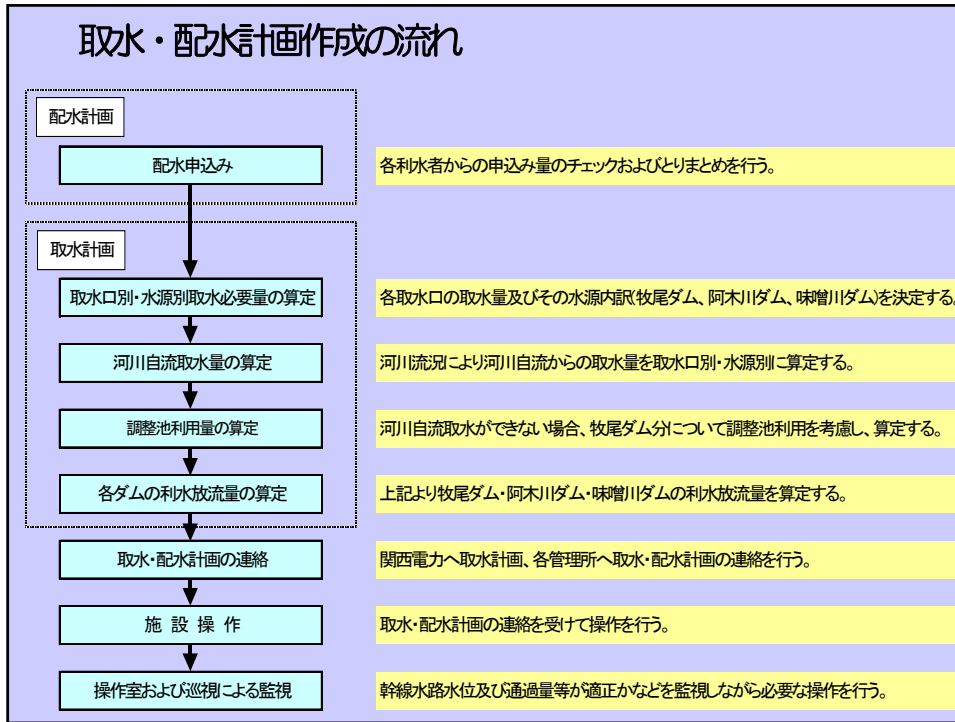 取水・配水計画作成の流れ
配水計画
配水申込み
各利水者からの申込み量のチェックおよびとりまとめを行う。
取水計画
取水口別・水源別取水必要量の算定
各取水口の取水量及びその水源内訳(牧尾ダム、阿木川ダム、味噌川ダム)を決定する。
河川自流取水量の算定
河川流況により河川自流からの取水量を取水口別・水源別に算定する。
調整池利用量の算定
河川自流取水ができない場合、牧尾ダム分について調整池利用を考慮し、算定する。
各ダムの利水放流量の算定
上記より牧尾ダム・阿木川ダム・味噌川ダムの利水放流量を算定する。
取水・配水計画の連絡
関西電力へ取水計画、各管理所へ取水・配水計画の連絡を行う。
施 設 操 作
取水・配水計画の連絡を受けて操作を行う。
操作室および巡視による監視
幹線水路水位及び通過量等が適正かなどを監視しながら必要な操作を行う。